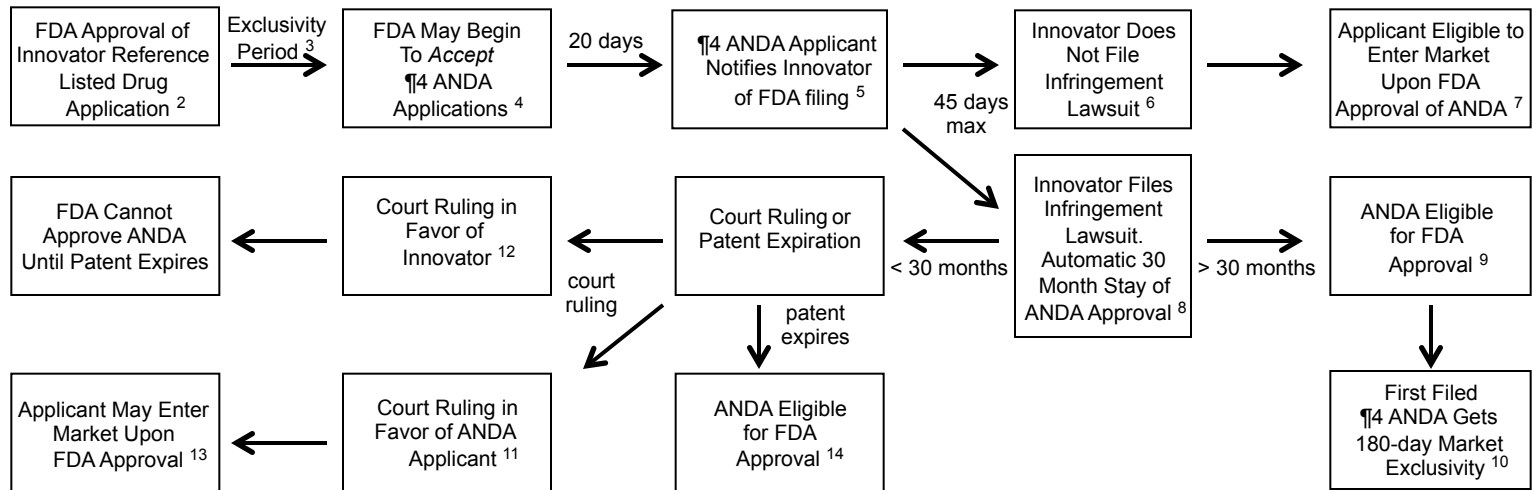 FDA Approval of
Innovator Reference
Listed Drug
Application 2
Exclusivity
Period 3
FDA May Begin
To Accept
¶4 ANDA
Applications 4
20 days
¶4 ANDA Applicant
Notifies Innovator
of FDA filing 5
45 days
max
Innovator Does
Not File
Infringement
Lawsuit 6
Applicant Eligible to
Enter Market
Upon FDA
Approval of ANDA 7
FDA Cannot
Approve ANDA
Until Patent Expires
Court Ruling in
Favor of
Innovator 12
court
ruling
Court Ruling or
Patent Expiration
< 30 months
Innovator Files
Infringement
Lawsuit.
Automatic 30
Month Stay of
ANDA Approval 8
> 30 months
ANDA Eligible
for FDA
Approval 9
patent
expires
Applicant May Enter
Market Upon
FDA Approval 13
Court Ruling in
Favor of ANDA
Applicant 11
ANDA Eligible
for FDA
Approval 14
First Filed
¶4 ANDA Gets
180-day Market
Exclusivity 10